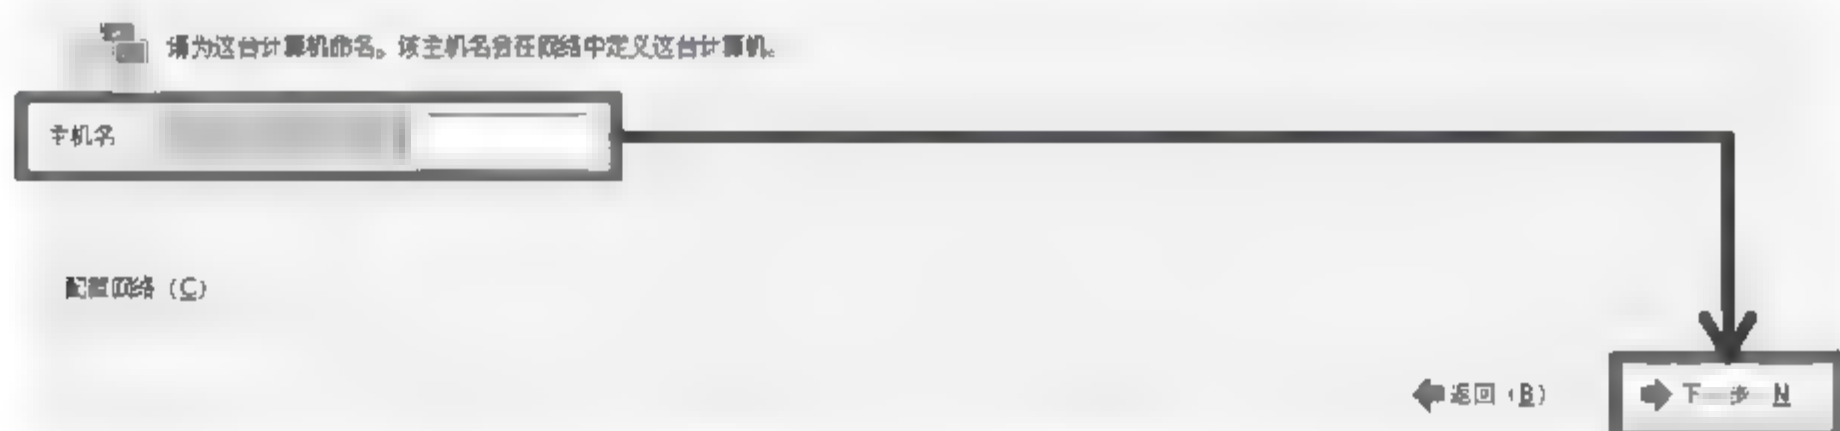 请为这台计算机命名。该主机名会在网络中定义这台计算机。
主机名
配置网络（C）
返回（B）
下一步 N